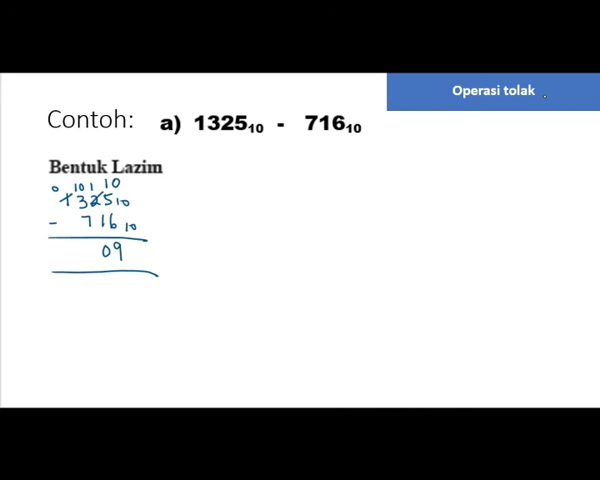 Operasi tolak
Contoh: a) 1325₁₀ - 716₁₀
Bentuk Lazim
0 10 1 10
1325₁₀
- 716₁₀
09